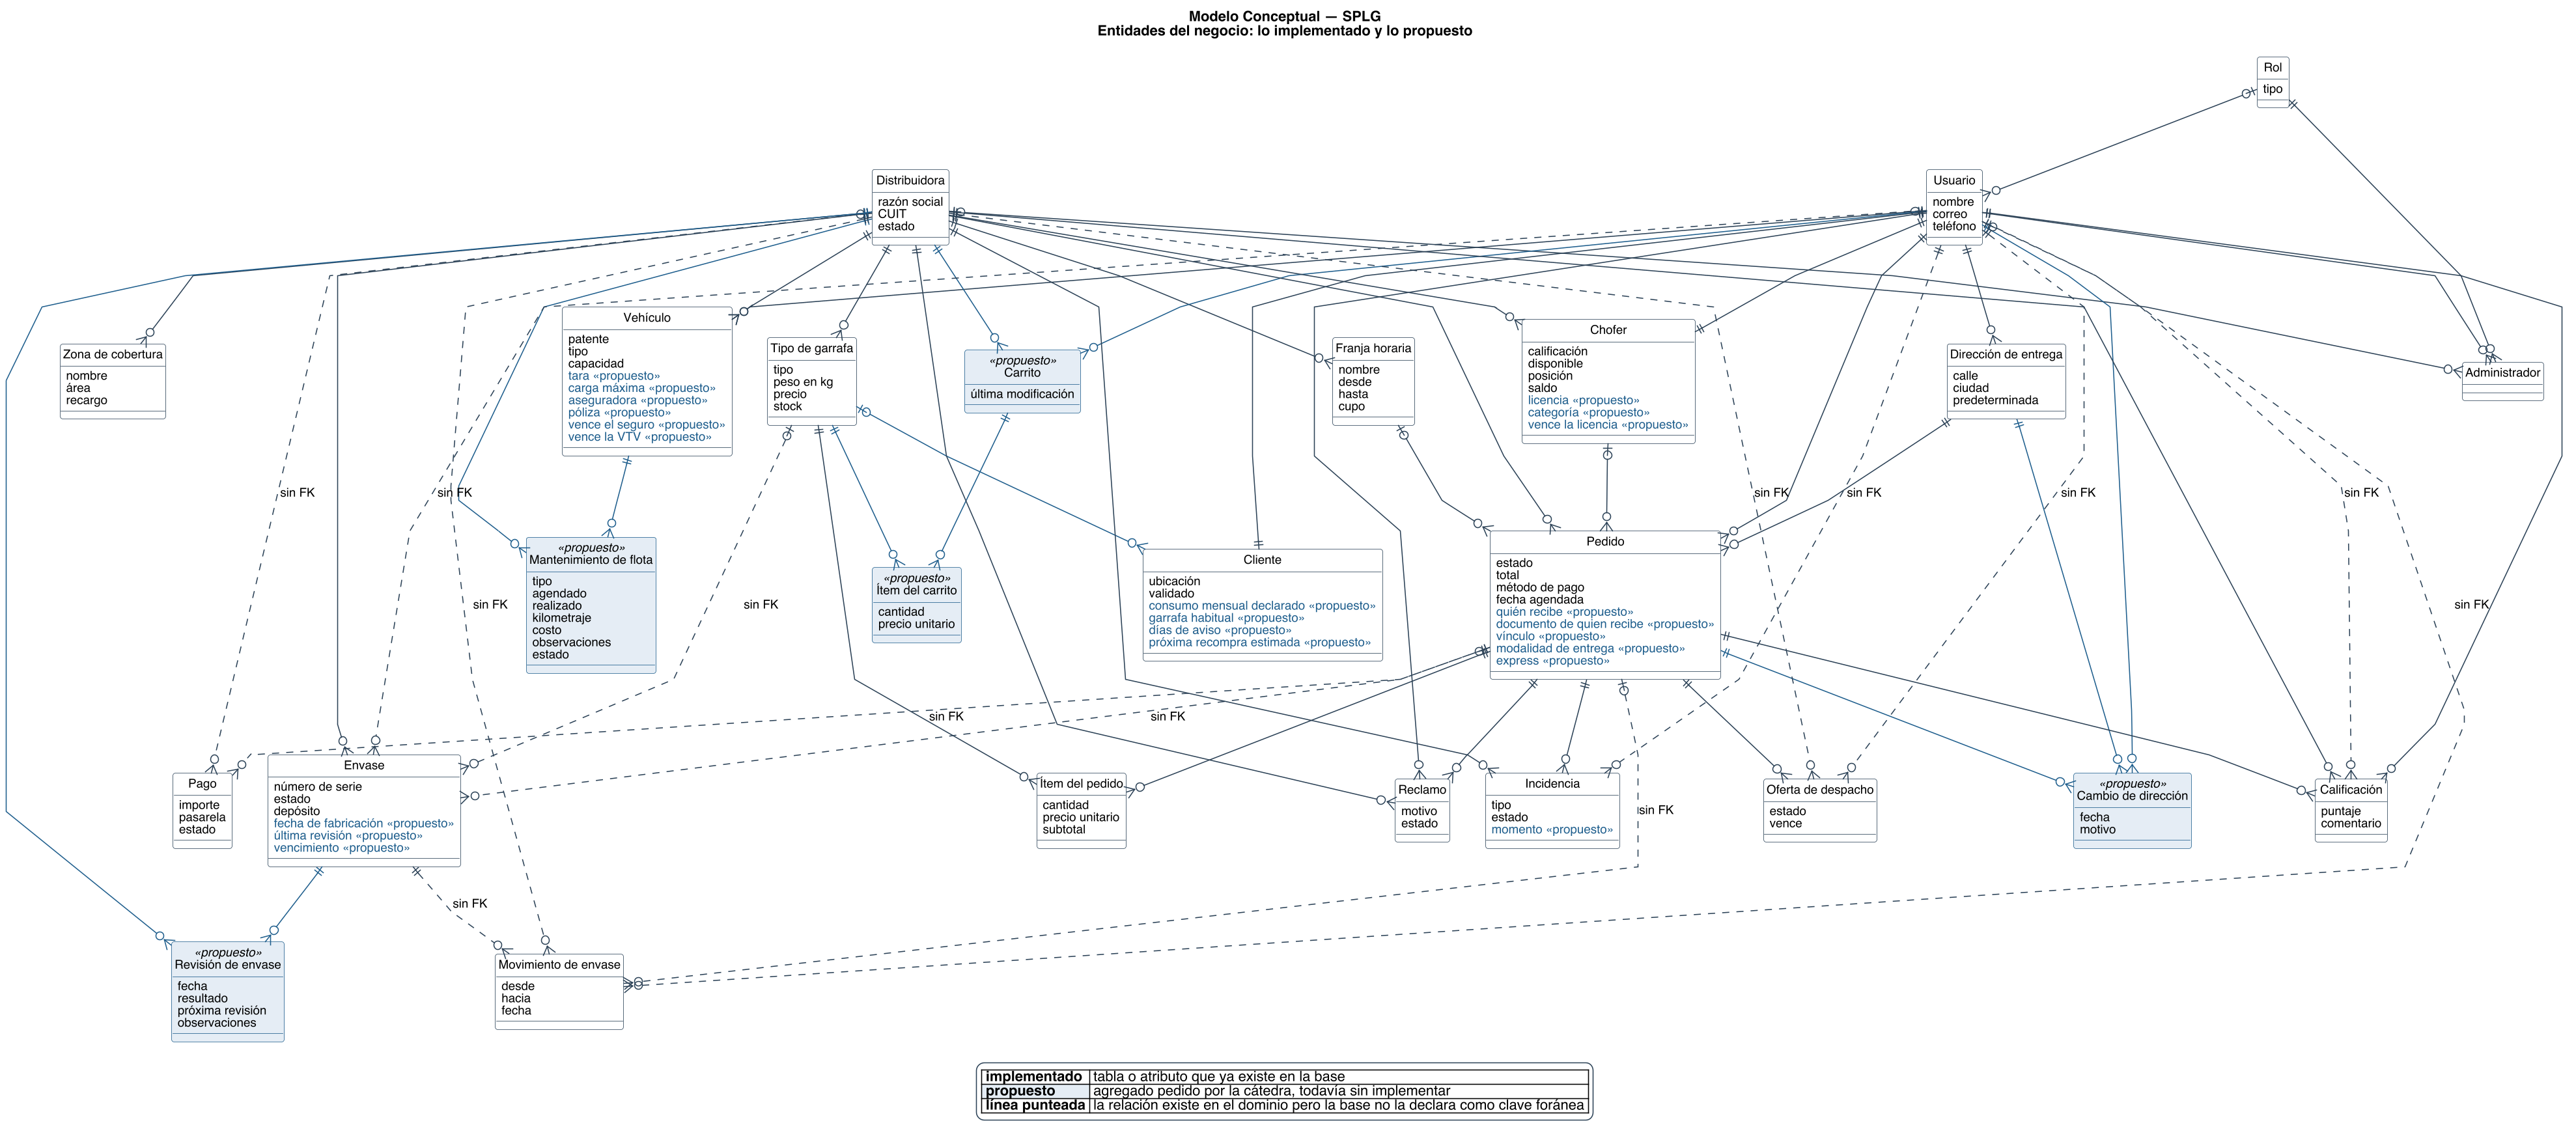 Modelo Conceptual — SPLG
Entidades del negocio: lo implementado y lo propuesto
Rol
tipo
Distribuidora
razón social
CUIT
estado
Usuario
nombre
correo
teléfono
Vehículo
patente
tipo
capacidad
tara «propuesto»
carga máxima «propuesto»
aseguradora «propuesto»
póliza «propuesto»
vence el seguro «propuesto»
vence la VTV «propuesto»
Zona de cobertura
nombre
área
recargo
Tipo de garrafa
tipo
peso en kg
precio
stock
«propuesto»
Carrito
última modificación
Franja horaria
nombre
desde
hasta
cupo
Chofer
calificación
disponible
posición
saldo
licencia «propuesto»
categoría «propuesto»
vence la licencia «propuesto»
Dirección de entrega
calle
ciudad
predeterminada
Administrador
sin FK
sin FK
sin FK
sin FK
sin FK
sin FK
«propuesto»
Mantenimiento de flota
tipo
agendado
realizado
kilometraje
costo
observaciones
estado
«propuesto»
Ítem del carrito
cantidad
precio unitario
Cliente
ubicación
validado
consumo mensual declarado «propuesto»
garrafa habitual «propuesto»
días de aviso «propuesto»
próxima recompra estimada «propuesto»
Pedido
estado
total
método de pago
fecha agendada
quién recibe «propuesto»
documento de quien recibe «propuesto»
vínculo «propuesto»
modalidad de entrega «propuesto»
express «propuesto»
sin FK
sin FK
sin FK
sin FK
sin FK
Pago
importe
pasarela
estado
Envase
número de serie
estado
depósito
fecha de fabricación «propuesto»
última revisión «propuesto»
vencimiento «propuesto»
Ítem del pedido
cantidad
precio unitario
subtotal
Reclamo
motivo
estado
Incidencia
tipo
estado
momento «propuesto»
sin FK
Oferta de despacho
estado
vence
«propuesto»
Cambio de dirección
fecha
motivo
Calificación
puntaje
comentario
sin FK
«propuesto»
Revisión de envase
fecha
resultado
próxima revisión
observaciones
Movimiento de envase
desde
hacia
fecha
implementado tabla o atributo que ya existe en la base
propuesto agregado pedido por la cátedra, todavía sin implementar
línea punteada la relación existe en el dominio pero la base no la declara como clave foránea